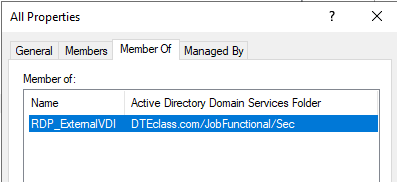 All Properties
General Members Member Of Managed By
Member of:
Name Active Directory Domain Services Folder
RDP_ExternalVDI DTEclass.com/JobFunctional/Sec